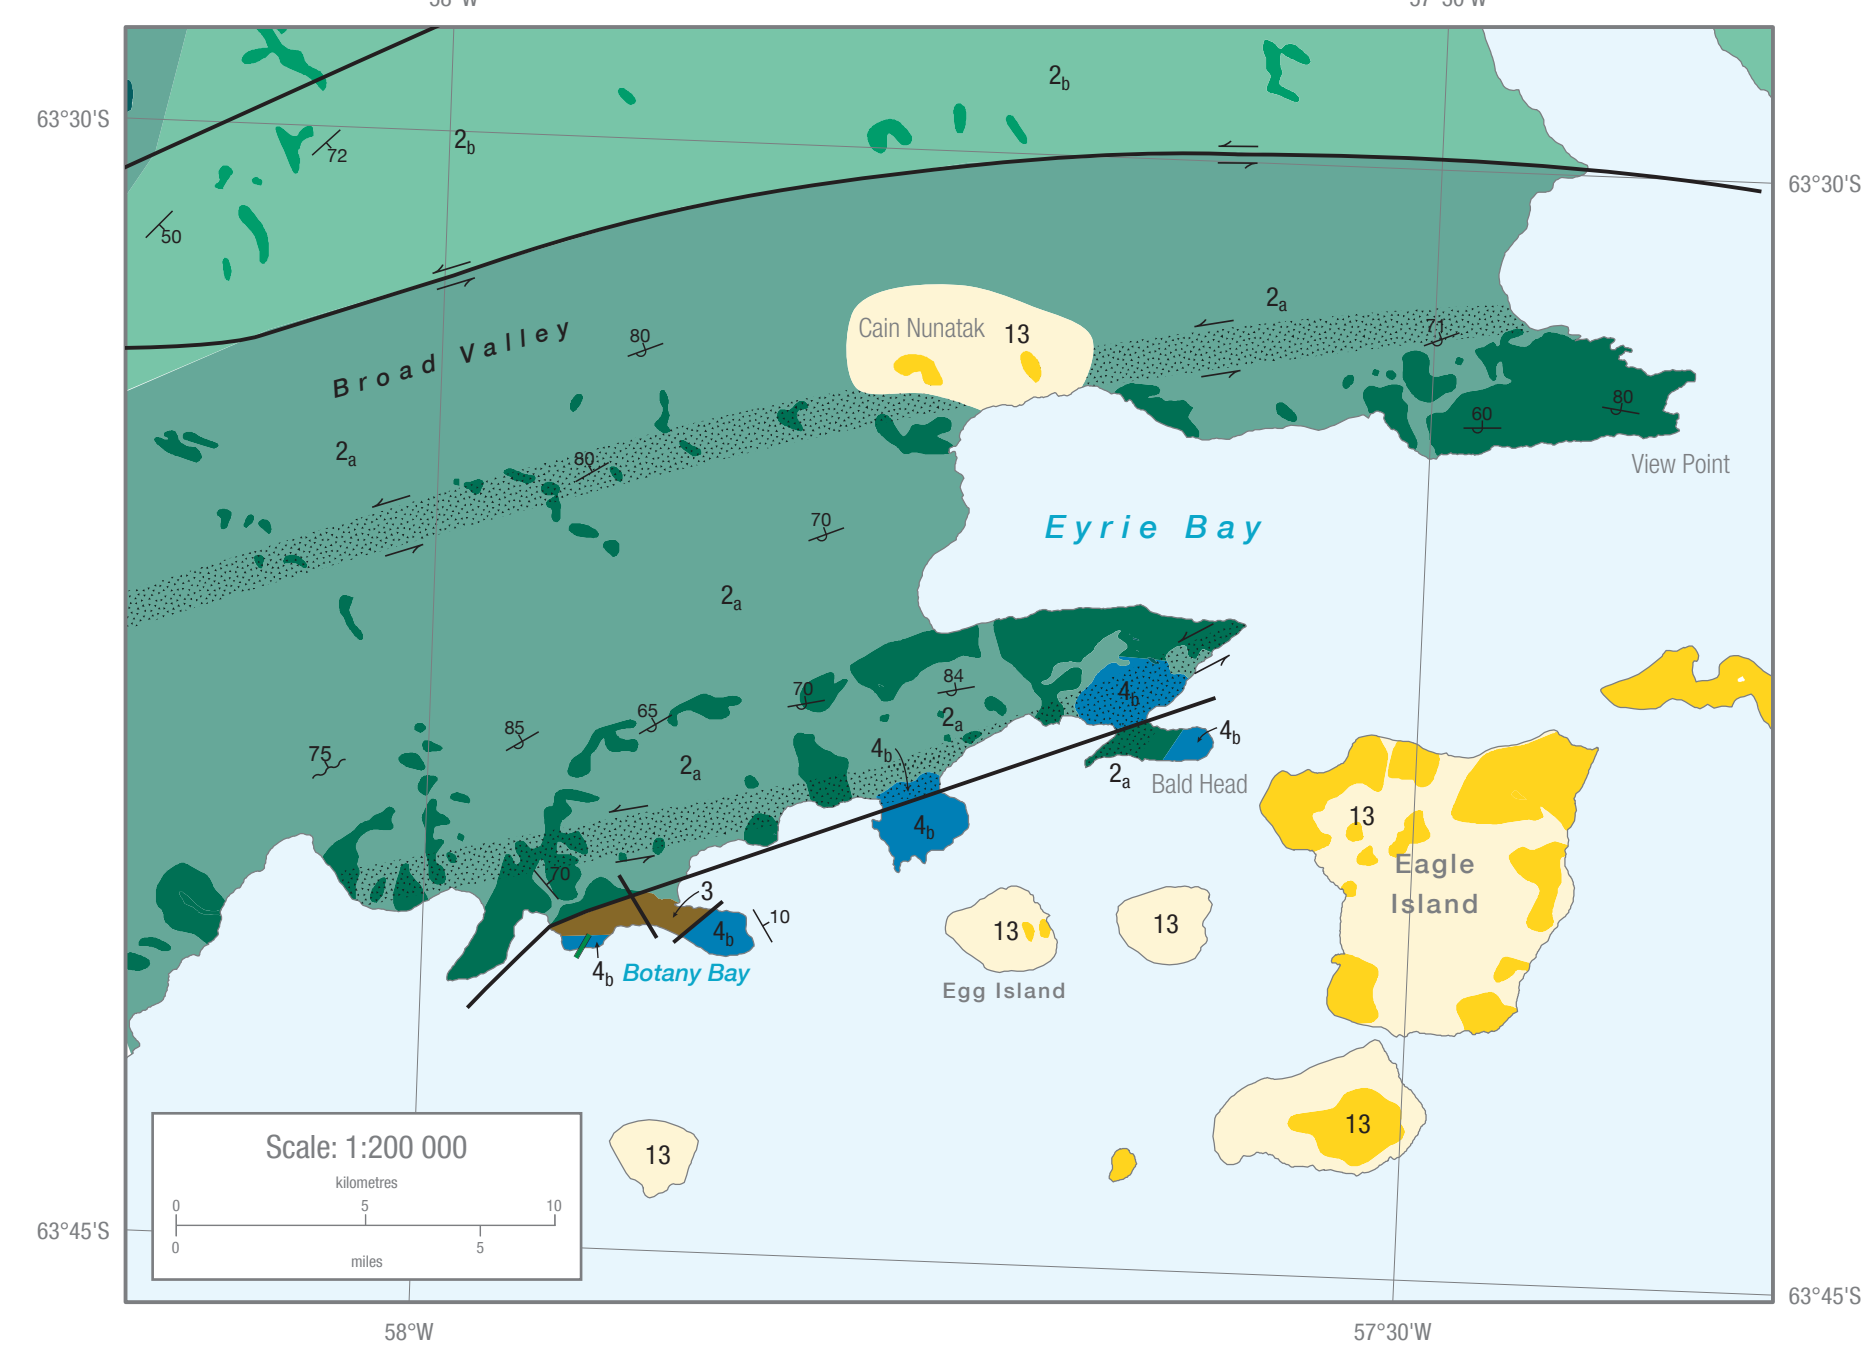 58°W
57°30'W
2b
63°30'S
2b
72
63°30'S
50
2a
Cain Nunatak
13
71
Broad Valley
80
80
60
2a
80
View Point
70
Eyrie Bay
2a
84
70
4b
65
2a
85
4b
4b
75
2a
2a
Bald Head
13
4b
Eagle
Island
70
3
10
13
13
4b
4b
Botany Bay
Egg Island
13
Scale: 1:200 000
13
kilometres
0
5
10
0
5
miles
63°45'S
63°45'S
58°W
57°30'W